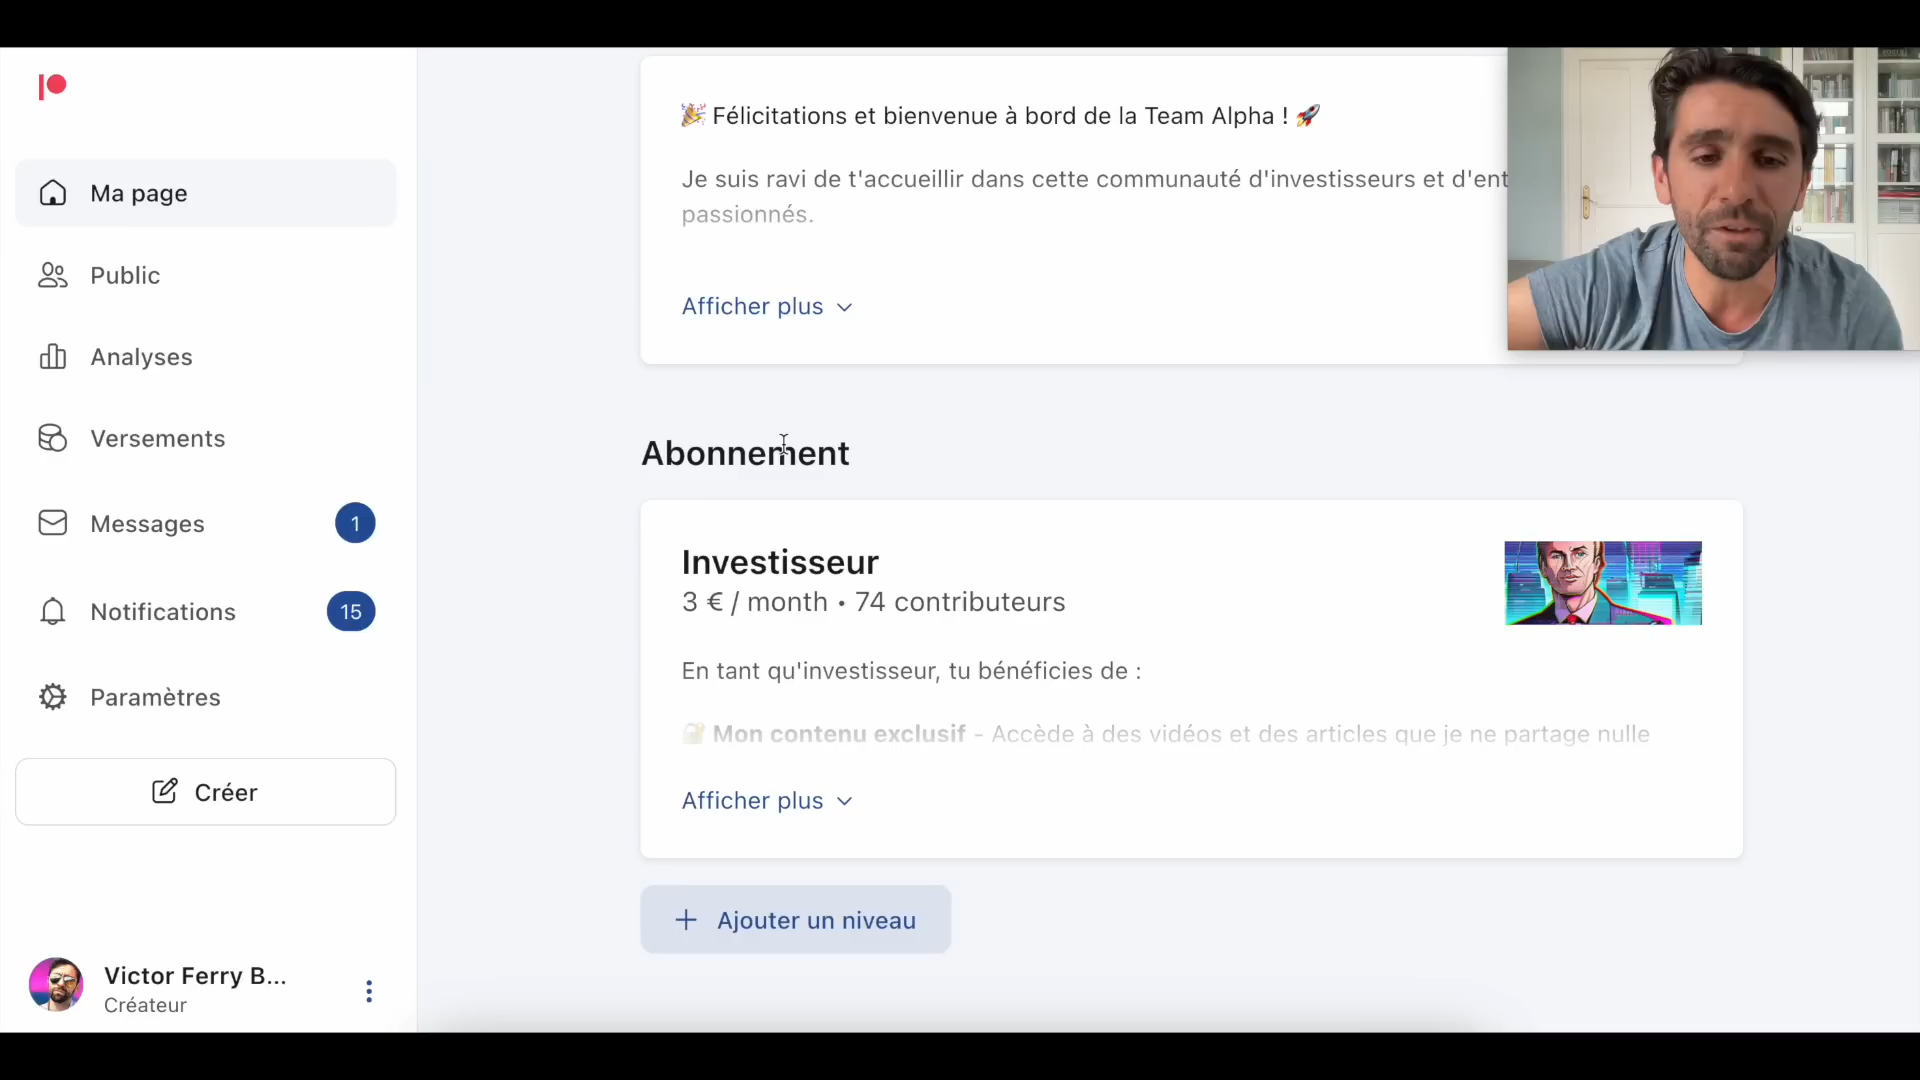 Ma page
Public
Analyses
Versements
Messages
1
Notifications
15
Paramètres
Créer
Victor Ferry B...
Créateur
🎉 Félicitations et bienvenue à bord de la Team Alpha ! 🚀
Je suis ravi de t'accueillir dans cette communauté d'investisseurs et d'ent
passionnés.
Afficher plus
Abonnement
Investisseur
3 € / month • 74 contributeurs
En tant qu'investisseur, tu bénéficies de :
🔐 Mon contenu exclusif - Accède à des vidéos et des articles que je ne partage nulle
Afficher plus
+ Ajouter un niveau